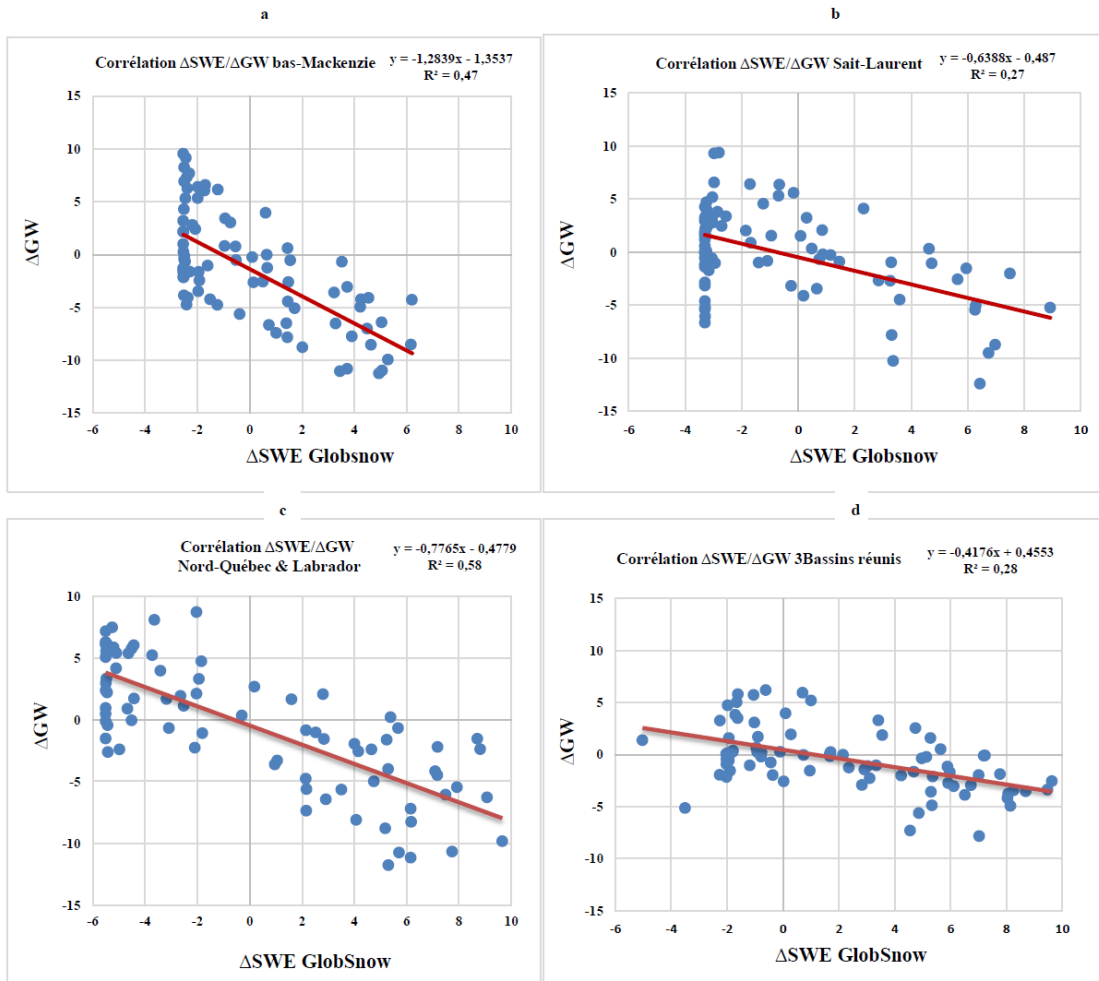 a
Corrélation ΔSWE/ΔGW bas-Mackenzie
y = -1,2839x - 1,3537
R² = 0,47
ΔGW
15
10
5
0
-5
-10
-15
-6 -4 -2 0 2 4 6 8 10
ΔSWE Globsnow
b
Corrélation ΔSWE/ΔGW Sait-Laurent
y = -0,6388x - 0,487
R² = 0,27
ΔGW
15
10
5
0
-5
-10
-15
-6 -4 -2 0 2 4 6 8 10
ΔSWE Globsnow
c
Corrélation ΔSWE/ΔGW
Nord-Québec & Labrador
y = -0,7765x - 0,4779
R² = 0,58
ΔGW
10
5
0
-5
-10
-15
-6 -4 -2 0 2 4 6 8 10
ΔSWE GlobSnow
d
Corrélation ΔSWE/ΔGW 3Bassins réunis
y = -0,4176x + 0,4553
R² = 0,28
ΔGW
15
10
5
0
-5
-10
-15
-6 -4 -2 0 2 4 6 8 10
ΔSWE GlobSnow